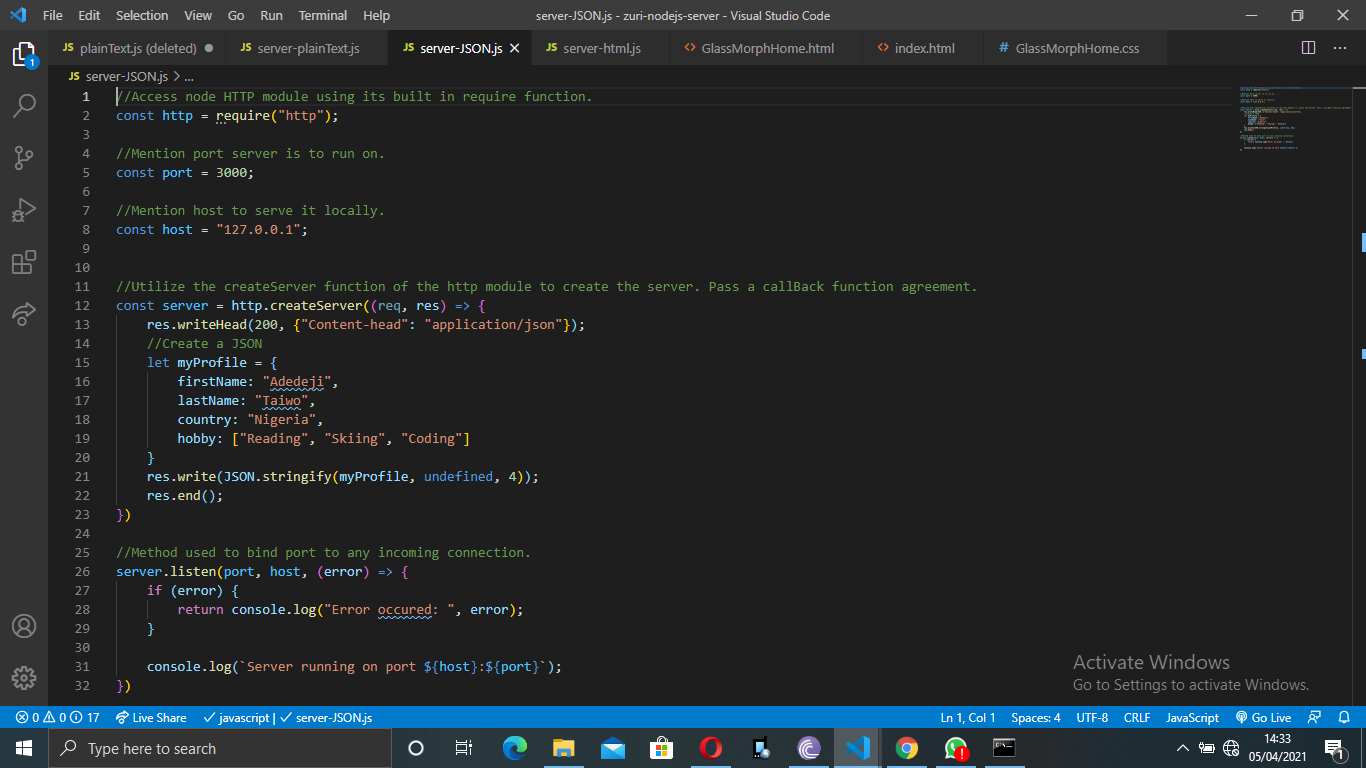 File Edit Selection View Go Run Terminal Help server-JSON.js - zuri-nodejs-server - Visual Studio Code
JS plainText.js (deleted) ● JS server-plainText.js JS server-JSON.js JS server-html.js <> GlassMorphHome.html <> index.html # GlassMorphHome.css
JS server-JSON.js > ...
1 //Access node HTTP module using its built in require function.
2 const http = require("http");
3
4 //Mention port server is to run on.
5 const port = 3000;
6
7 //Mention host to serve it locally.
8 const host = "127.0.0.1";
9
10
11 //Utilize the createServer function of the http module to create the server. Pass a callBack function agreement.
12 const server = http.createServer((req, res) => {
13     res.writeHead(200, {"Content-head": "application/json"});
14     //Create a JSON
15     let myProfile = {
16         firstName: "Adedeji",
17         lastName: "Taiwo",
18         country: "Nigeria",
19         hobby: ["Reading", "Skiing", "Coding"]
20     }
21     res.write(JSON.stringify(myProfile, undefined, 4));
22     res.end();
23 })
24
25 //Method used to bind port to any incoming connection.
26 server.listen(port, host, (error) => {
27     if (error) {
28         return console.log("Error occured: ", error);
29     }
30
31     console.log(`Server running on port ${host}:${port}`);
32 })
1
Activate Windows
Go to Settings to activate Windows.
0 0 17 Live Share javascript | server-JSON.js Ln 1, Col 1 Spaces: 4 UTF-8 CRLF JavaScript Go Live
Type here to search
14:33
05/04/2021
1